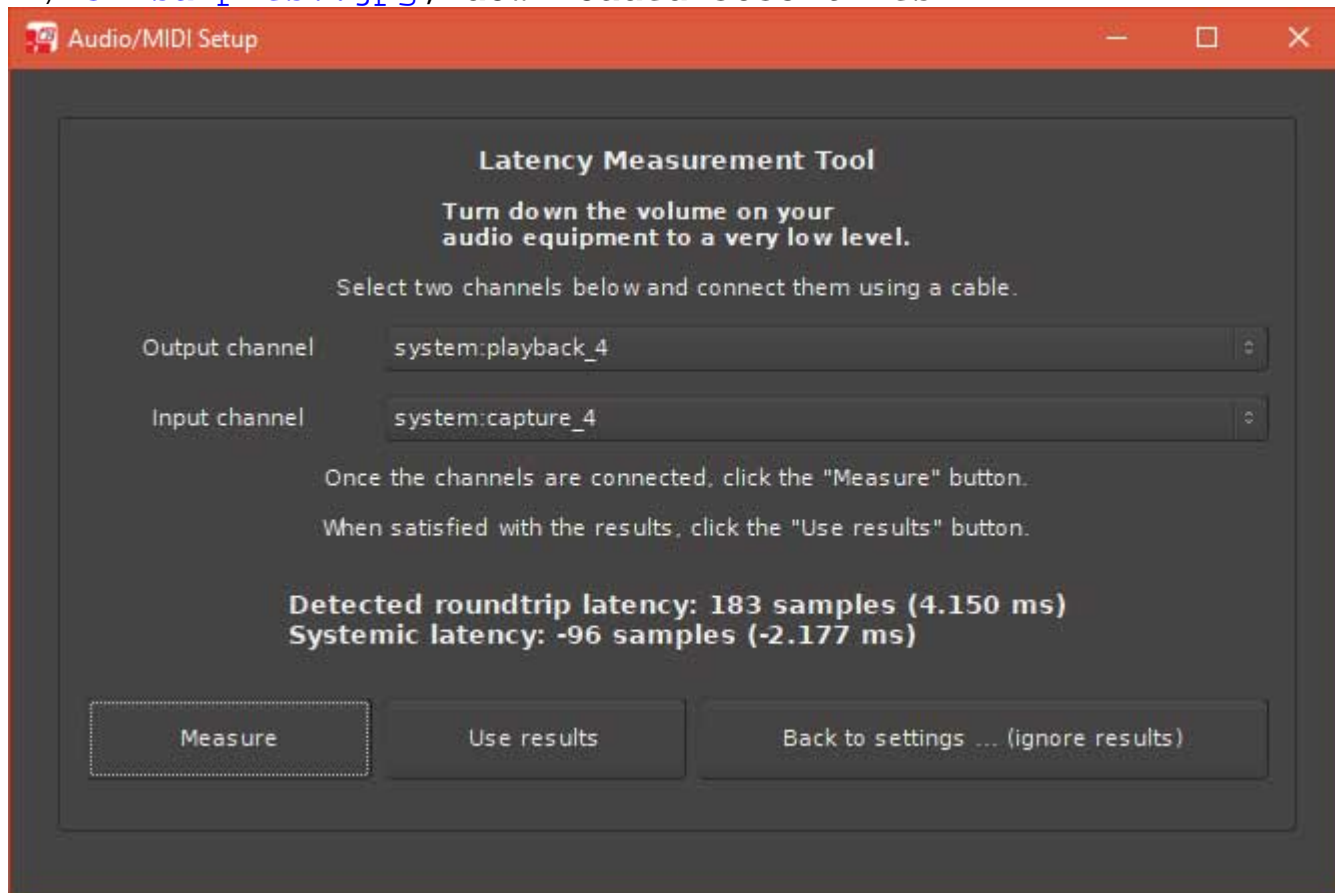 Audio/MIDI Setup
Latency Measurement Tool
Turn down the volume on your
audio equipment to a very low level.
Select two channels below and connect them using a cable.
Output channel system:playback_4
Input channel system:capture_4
Once the channels are connected, click the "Measure" button.
When satisfied with the results, click the "Use results" button.
Detected roundtrip latency: 183 samples (4.150 ms)
Systemic latency: -96 samples (-2.177 ms)
Measure Use results Back to settings ... (ignore results)